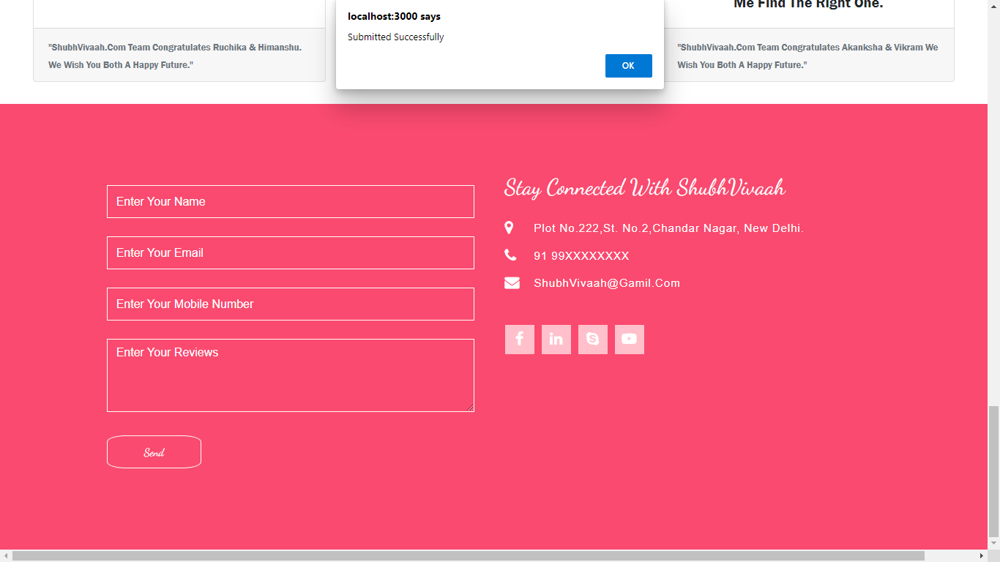 Me Find The Right One.
localhost:3000 says
Submitted Successfully
OK
"ShubhVivaah.Com Team Congratulates Ruchika & Himanshu.
We Wish You Both A Happy Future."
"ShubhVivaah.Com Team Congratulates Akanksha & Vikram We
Wish You Both A Happy Future."
Enter Your Name
Enter Your Email
Enter Your Mobile Number
Enter Your Reviews
Send
Stay Connected With ShubhVivaah
Plot No.222,St. No.2,Chandar Nagar, New Delhi.
91 99XXXXXXXX
ShubhVivaah@Gamil.Com